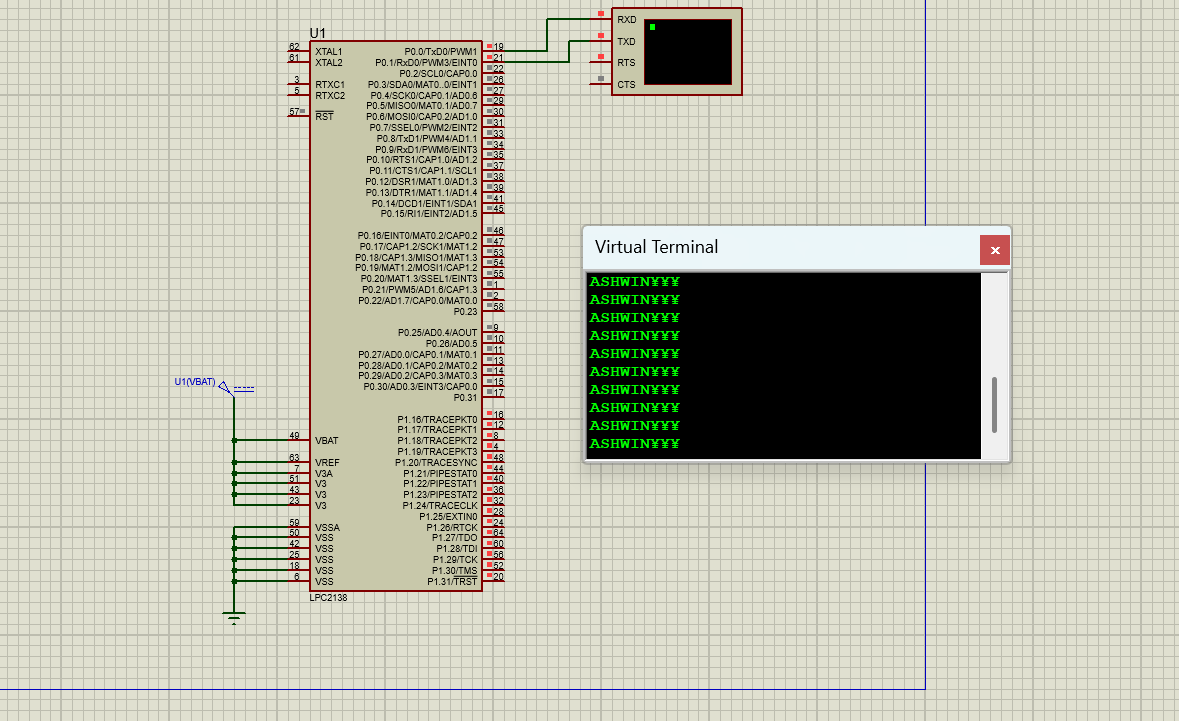 U1
62 XTAL1
61 XTAL2
3 RTXC1
5 RTXC2
57 RST
P0.0/TxD0/PWM1 19
P0.1/RxD0/PWM3/EINT0 21
P0.2/SCL0/CAP0.0 22
P0.3/SDA0/MAT0..0/EINT1 26
P0.4/SCK0/CAP0.1/AD0.6 27
P0.5/MISO0/MAT0.1/AD0.7 29
P0.6/MOSI0/CAP0.2/AD1.0 30
P0.7/SSEL0/PWM2/EINT2 31
P0.8/TxD1/PWM4/AD1.1 33
P0.9/RxD1/PWM6/EINT3 34
P0.10/RTS1/CAP1.0/AD1.2 35
P0.11/CTS1/CAP1.1/SCL1 37
P0.12/DSR1/MAT1.0/AD1.3 38
P0.13/DTR1/MAT1.1/AD1.4 39
P0.14/DCD1/EINT1/SDA1 41
P0.15/RI1/EINT2/AD1.5 45
P0.16/EINT0/MAT0.2/CAP0.2 46
P0.17/CAP1.2/SCK1/MAT1.2 47
P0.18/CAP1.3/MISO1/MAT1.3 53
P0.19/MAT1.2/MOSI1/CAP1.2 54
P0.20/MAT1.3/SSEL1/EINT3 55
P0.21/PWM5/AD1.6/CAP1.3 1
P0.22/AD1.7/CAP0.0/MAT0.0 2
P0.23 58
P0.25/AD0.4/AOUT 9
P0.26/AD0.5 10
P0.27/AD0.0/CAP0.1/MAT0.1 11
P0.28/AD0.1/CAP0.2/MAT0.2 13
P0.29/AD0.2/CAP0.3/MAT0.3 14
P0.30/AD0.3/EINT3/CAP0.0 15
P0.31 17
P1.16/TRACEPKT0 16
P1.17/TRACEPKT1 12
P1.18/TRACEPKT2 8
P1.19/TRACEPKT3 4
P1.20/TRACESYNC 48
P1.21/PIPESTAT0 44
P1.22/PIPESTAT1 40
P1.23/PIPESTAT2 36
P1.24/TRACECLK 32
P1.25/EXTIN0 28
P1.26/RTCK 24
P1.27/TDO 64
P1.28/TDI 60
P1.29/TCK 56
P1.30/TMS 52
P1.31/TRST 20
U1(VBAT)
49 VBAT
63 VREF
7 V3A
51 V3
43 V3
23 V3
59 VSSA
50 VSS
42 VSS
25 VSS
18 VSS
6 VSS
LPC2138
RXD
TXD
RTS
CTS
Virtual Terminal
x
ASHWIN¥¥¥
ASHWIN¥¥¥
ASHWIN¥¥¥
ASHWIN¥¥¥
ASHWIN¥¥¥
ASHWIN¥¥¥
ASHWIN¥¥¥
ASHWIN¥¥¥
ASHWIN¥¥¥
ASHWIN¥¥¥